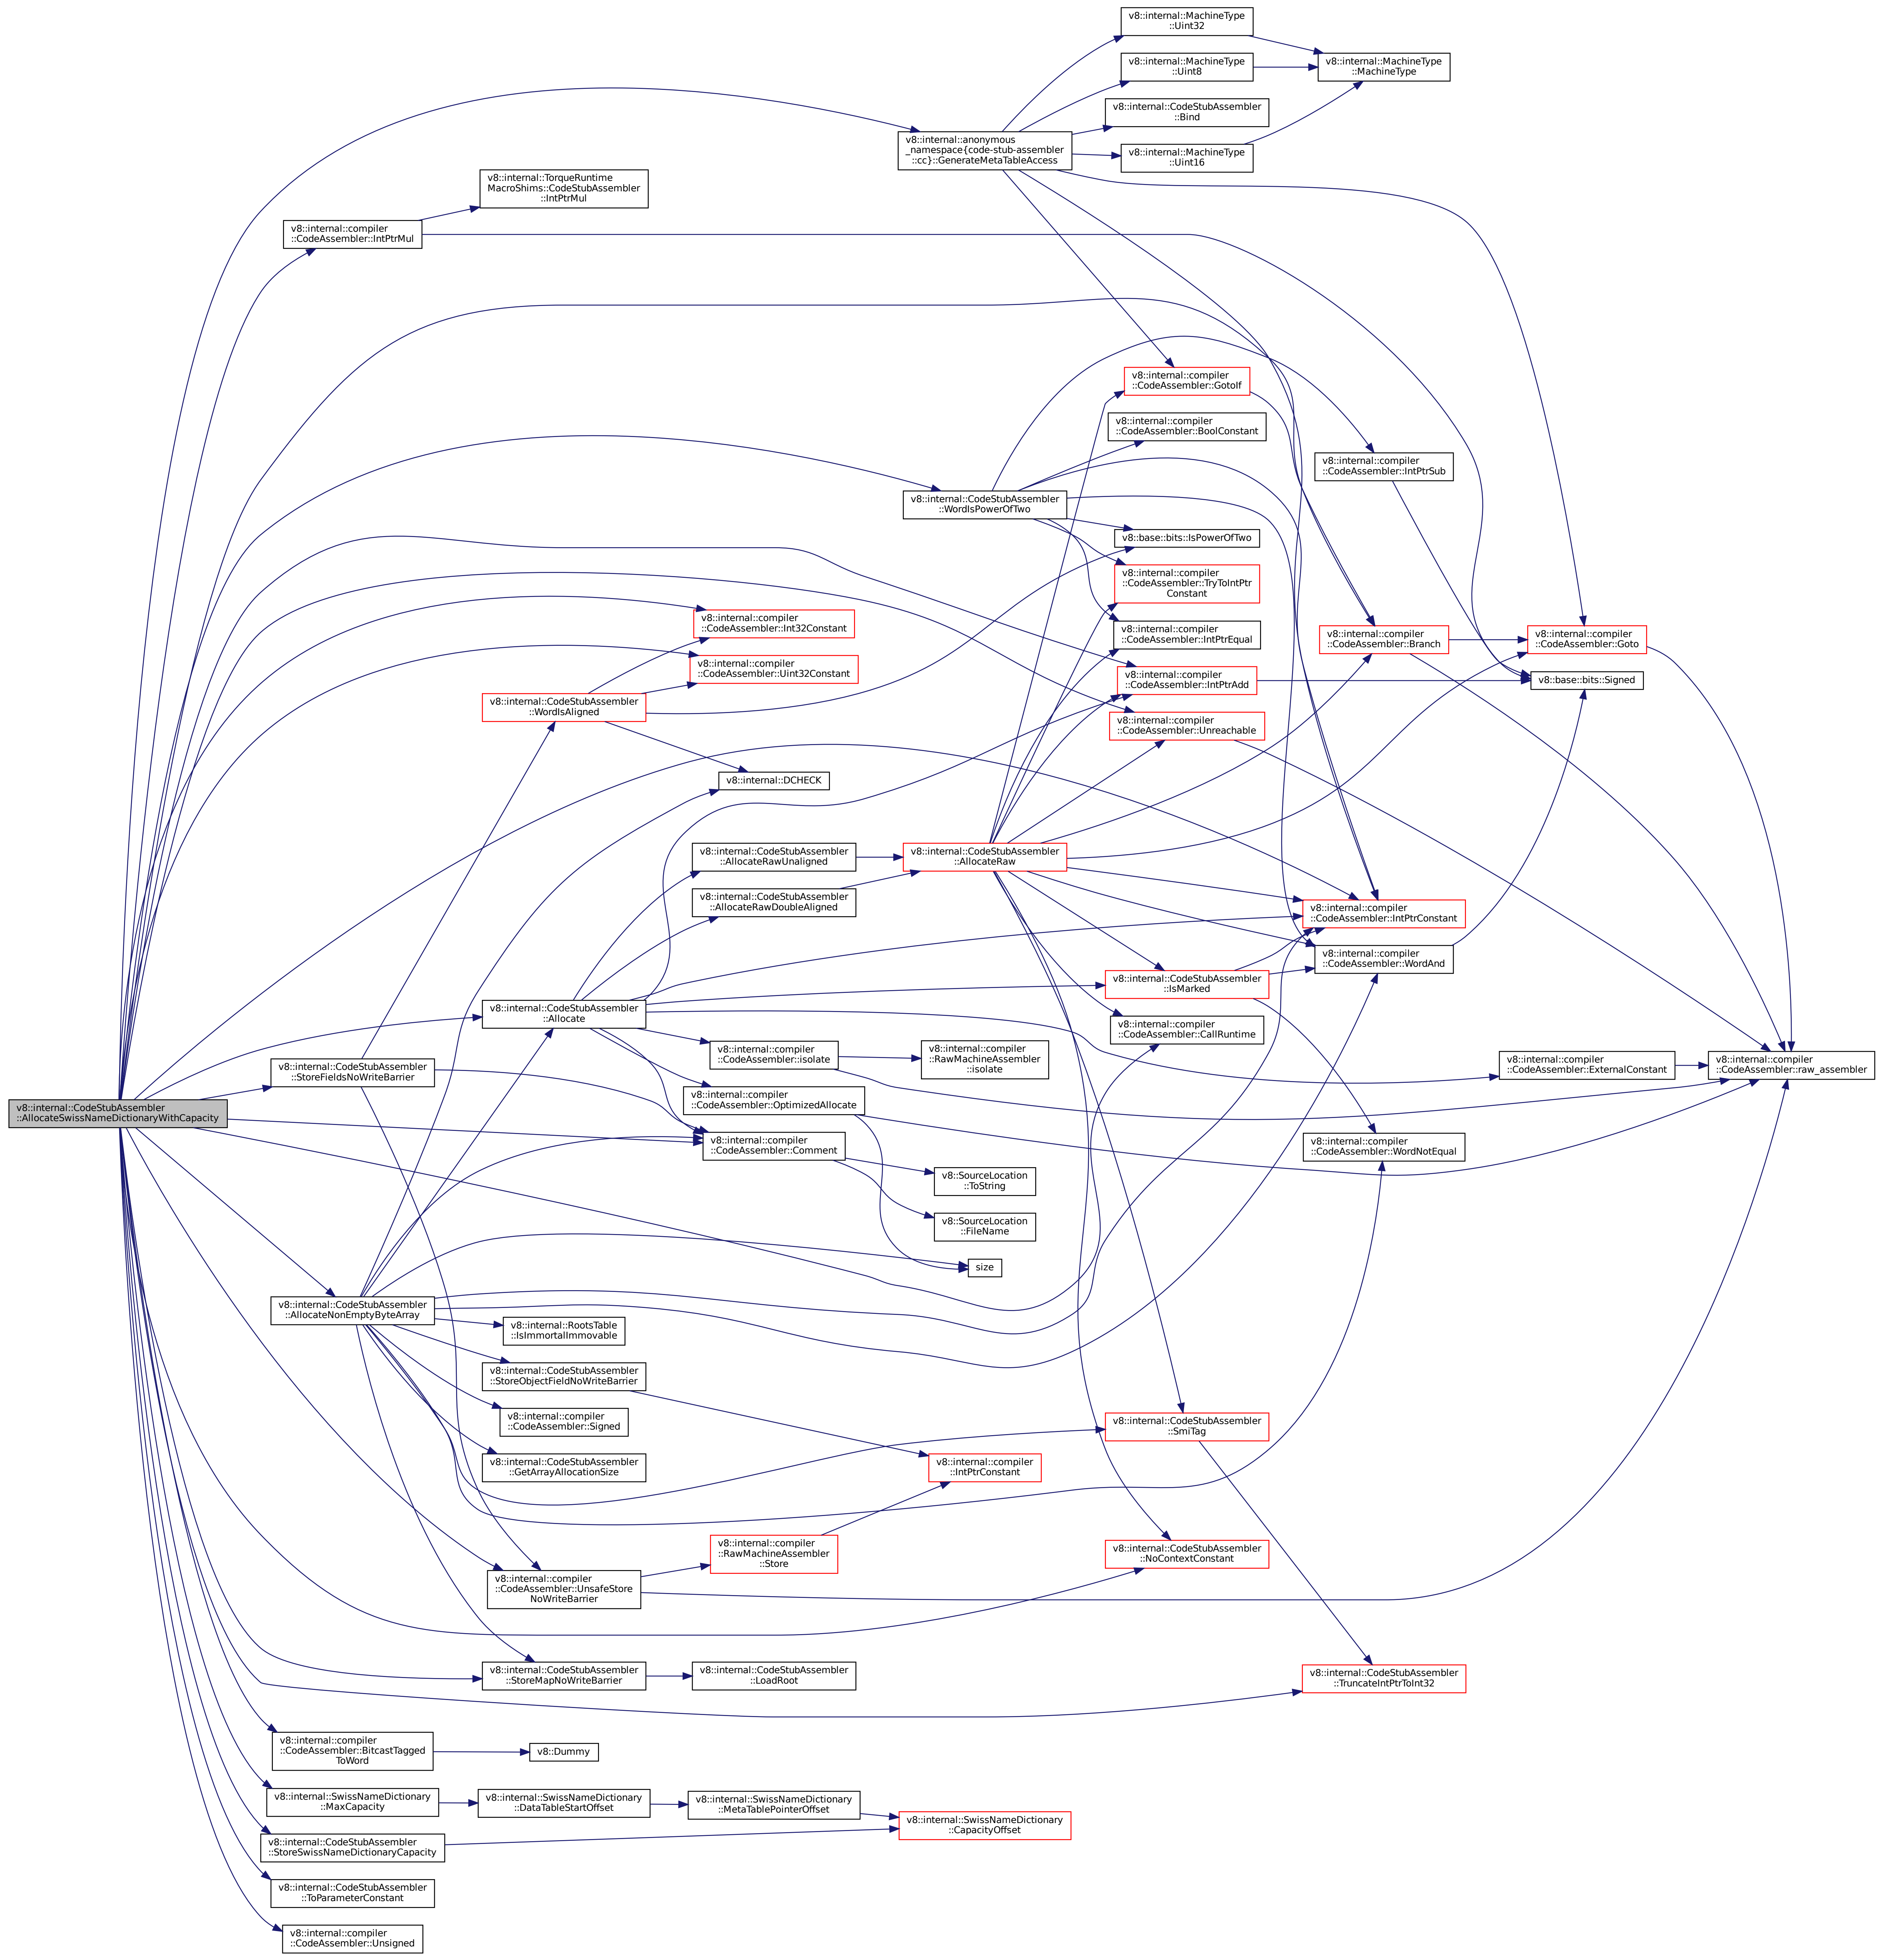 v8::internal::MachineType
::Uint32
v8::internal::MachineType
::Uint8
v8::internal::MachineType
::MachineType
v8::internal::CodeStubAssembler
::Bind
v8::internal::anonymous
_namespace{code-stub-assembler
::cc}::GenerateMetaTableAccess
v8::internal::MachineType
::Uint16
v8::internal::TorqueRuntime
MacroShims::CodeStubAssembler
::IntPtrMul
v8::internal::compiler
::CodeAssembler::IntPtrMul
v8::internal::compiler
::CodeAssembler::GotoIf
v8::internal::compiler
::CodeAssembler::BoolConstant
v8::internal::compiler
::CodeAssembler::IntPtrSub
v8::internal::CodeStubAssembler
::WordIsPowerOfTwo
v8::base::bits::IsPowerOfTwo
v8::internal::compiler
::CodeAssembler::TryToIntPtr
Constant
v8::internal::compiler
::CodeAssembler::Int32Constant
v8::internal::compiler
::CodeAssembler::IntPtrEqual
v8::internal::compiler
::CodeAssembler::Branch
v8::internal::compiler
::CodeAssembler::Goto
v8::internal::compiler
::CodeAssembler::Uint32Constant
v8::internal::compiler
::CodeAssembler::IntPtrAdd
v8::base::bits::Signed
v8::internal::CodeStubAssembler
::WordIsAligned
v8::internal::compiler
::CodeAssembler::Unreachable
v8::internal::DCHECK
v8::internal::CodeStubAssembler
::AllocateRawUnaligned
v8::internal::CodeStubAssembler
::AllocateRaw
v8::internal::CodeStubAssembler
::AllocateRawDoubleAligned
v8::internal::compiler
::CodeAssembler::IntPtrConstant
v8::internal::compiler
::CodeAssembler::WordAnd
v8::internal::CodeStubAssembler
::IsMarked
v8::internal::CodeStubAssembler
::Allocate
v8::internal::compiler
::CodeAssembler::CallRuntime
v8::internal::compiler
::CodeAssembler::isolate
v8::internal::compiler
::RawMachineAssembler
::isolate
v8::internal::compiler
::CodeAssembler::ExternalConstant
v8::internal::compiler
::CodeAssembler::raw_assembler
v8::internal::CodeStubAssembler
::StoreFieldsNoWriteBarrier
v8::internal::compiler
::CodeAssembler::OptimizedAllocate
v8::internal::CodeStubAssembler
::AllocateSwissNameDictionaryWithCapacity
v8::internal::compiler
::CodeAssembler::Comment
v8::internal::compiler
::CodeAssembler::WordNotEqual
v8::SourceLocation
::ToString
v8::SourceLocation
::FileName
size
v8::internal::CodeStubAssembler
::AllocateNonEmptyByteArray
v8::internal::RootsTable
::IsImmortalImmovable
v8::internal::CodeStubAssembler
::StoreObjectFieldNoWriteBarrier
v8::internal::compiler
::CodeAssembler::Signed
v8::internal::CodeStubAssembler
::SmiTag
v8::internal::CodeStubAssembler
::GetArrayAllocationSize
v8::internal::compiler
::IntPtrConstant
v8::internal::compiler
::RawMachineAssembler
::Store
v8::internal::CodeStubAssembler
::NoContextConstant
v8::internal::compiler
::CodeAssembler::UnsafeStore
NoWriteBarrier
v8::internal::CodeStubAssembler
::StoreMapNoWriteBarrier
v8::internal::CodeStubAssembler
::LoadRoot
v8::internal::CodeStubAssembler
::TruncateIntPtrToInt32
v8::internal::compiler
::CodeAssembler::BitcastTagged
ToWord
v8::Dummy
v8::internal::SwissNameDictionary
::MaxCapacity
v8::internal::SwissNameDictionary
::DataTableStartOffset
v8::internal::SwissNameDictionary
::MetaTablePointerOffset
v8::internal::SwissNameDictionary
::CapacityOffset
v8::internal::CodeStubAssembler
::StoreSwissNameDictionaryCapacity
v8::internal::CodeStubAssembler
::ToParameterConstant
v8::internal::compiler
::CodeAssembler::Unsigned